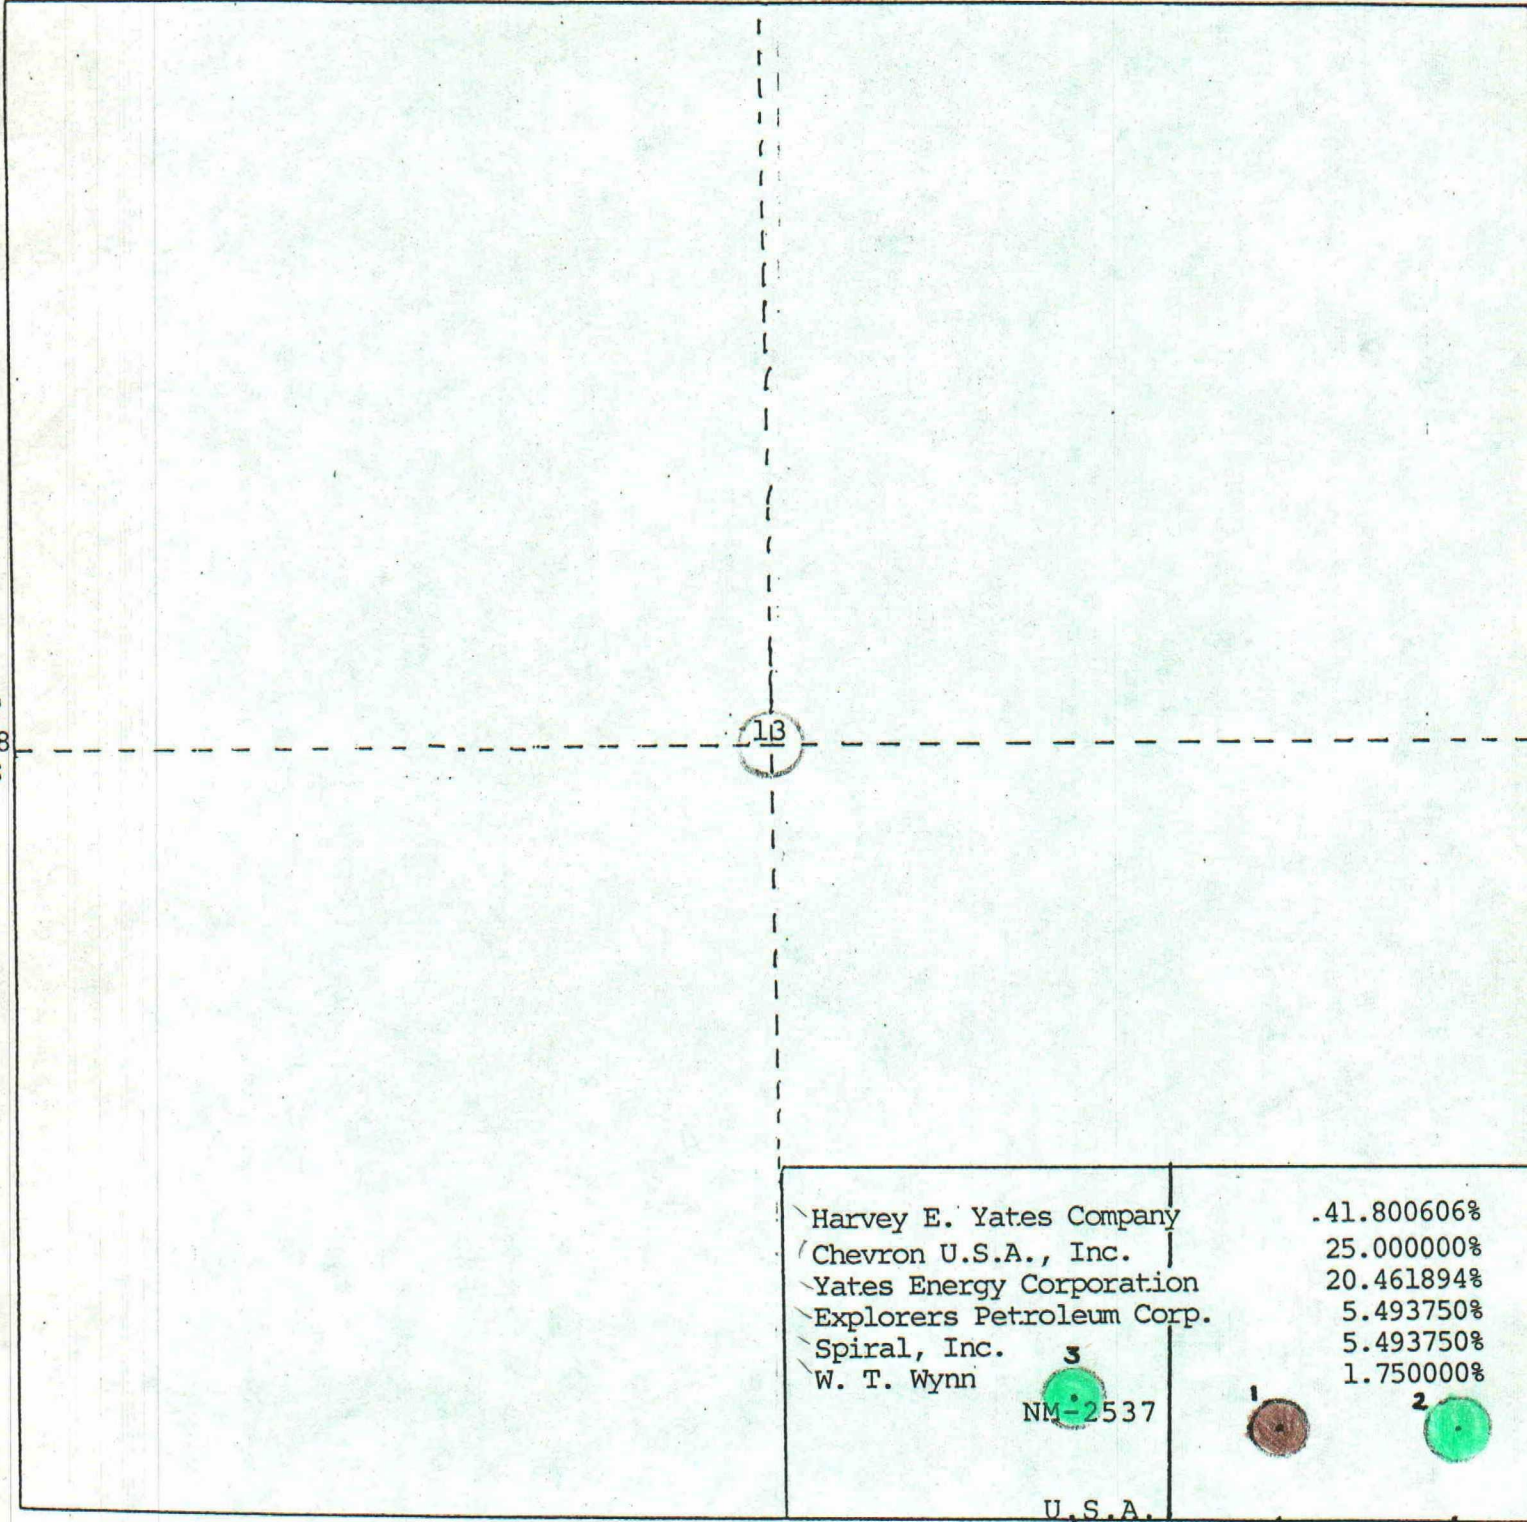 8
13
Harvey E. Yates Company .41.800606%
Chevron U.S.A., Inc. 25.000000%
Yates Energy Corporation 20.461894%
Explorers Petroleum Corp. 5.493750%
Spiral, Inc. 5.493750%
W. T. Wynn 1.750000%
3
1
2
NM-2537
U.S.A.